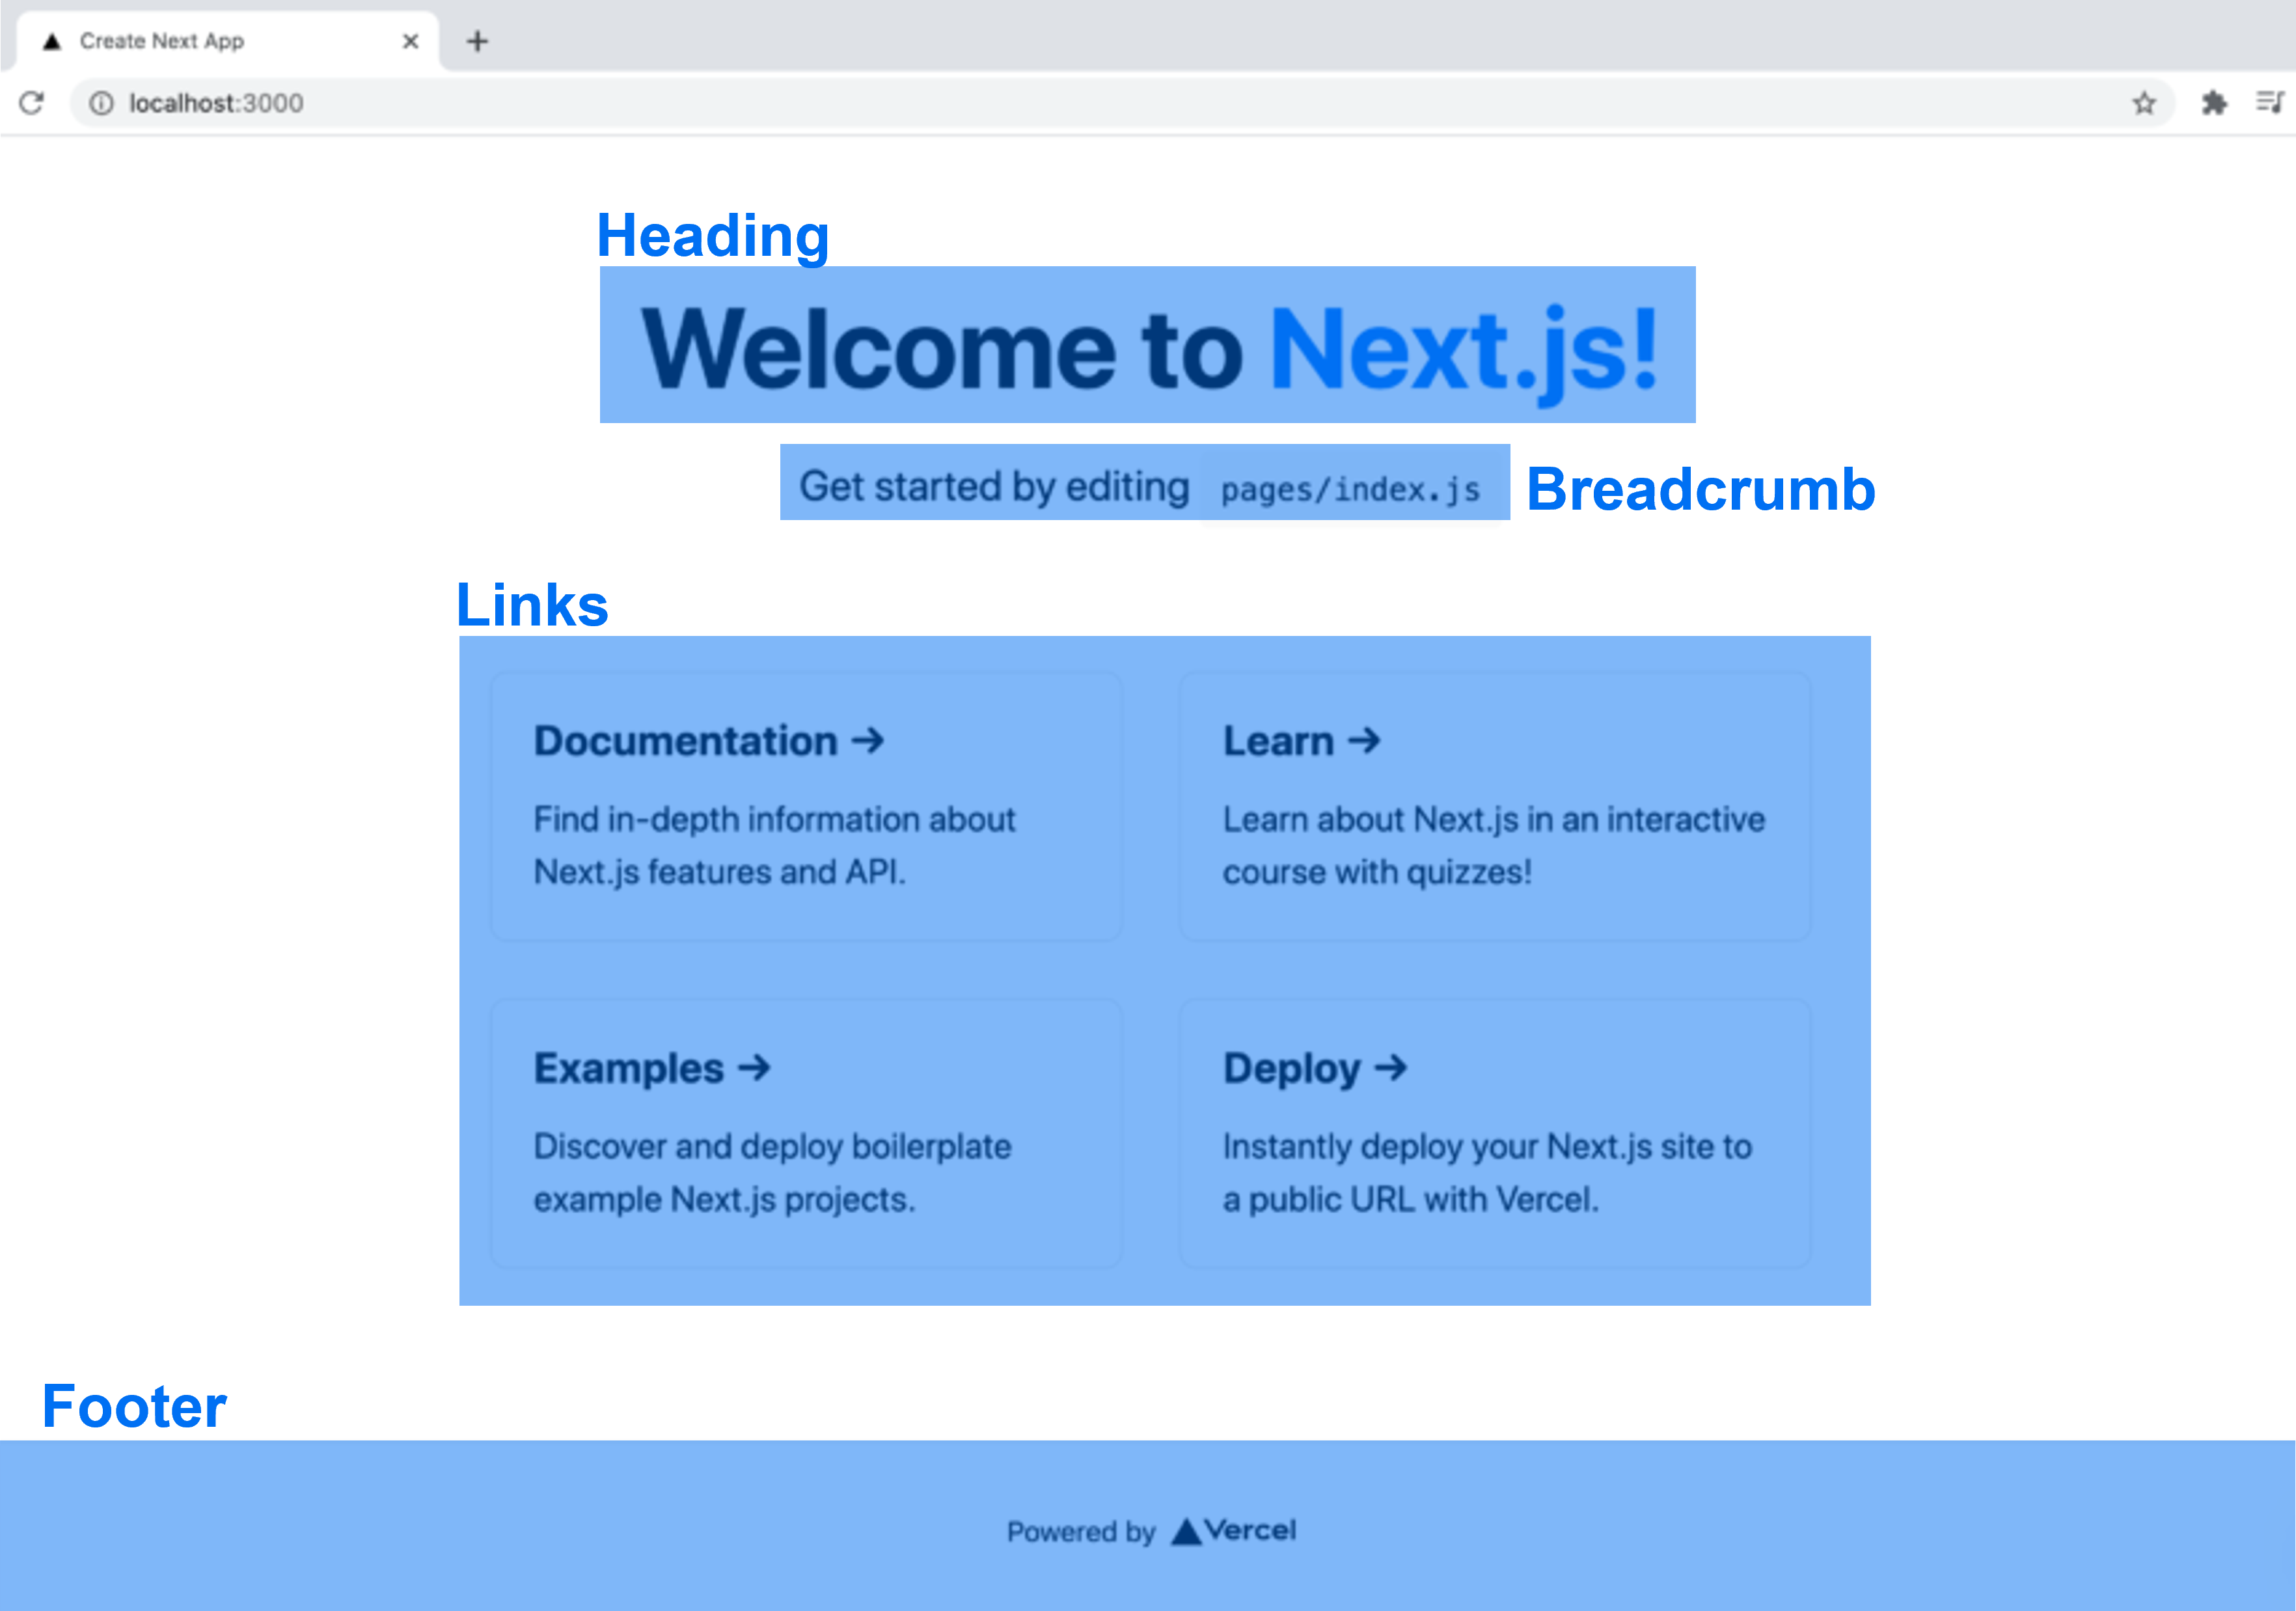 Create Next App
localhost:3000
Heading
Welcome to Next.js!
Get started by editing pages/index.js
Breadcrumb
Links
Documentation →
Find in-depth information about
Next.js features and API.
Learn →
Learn about Next.js in an interactive
course with quizzes!
Examples →
Discover and deploy boilerplate
example Next.js projects.
Deploy →
Instantly deploy your Next.js site to
a public URL with Vercel.
Footer
Powered by Vercel